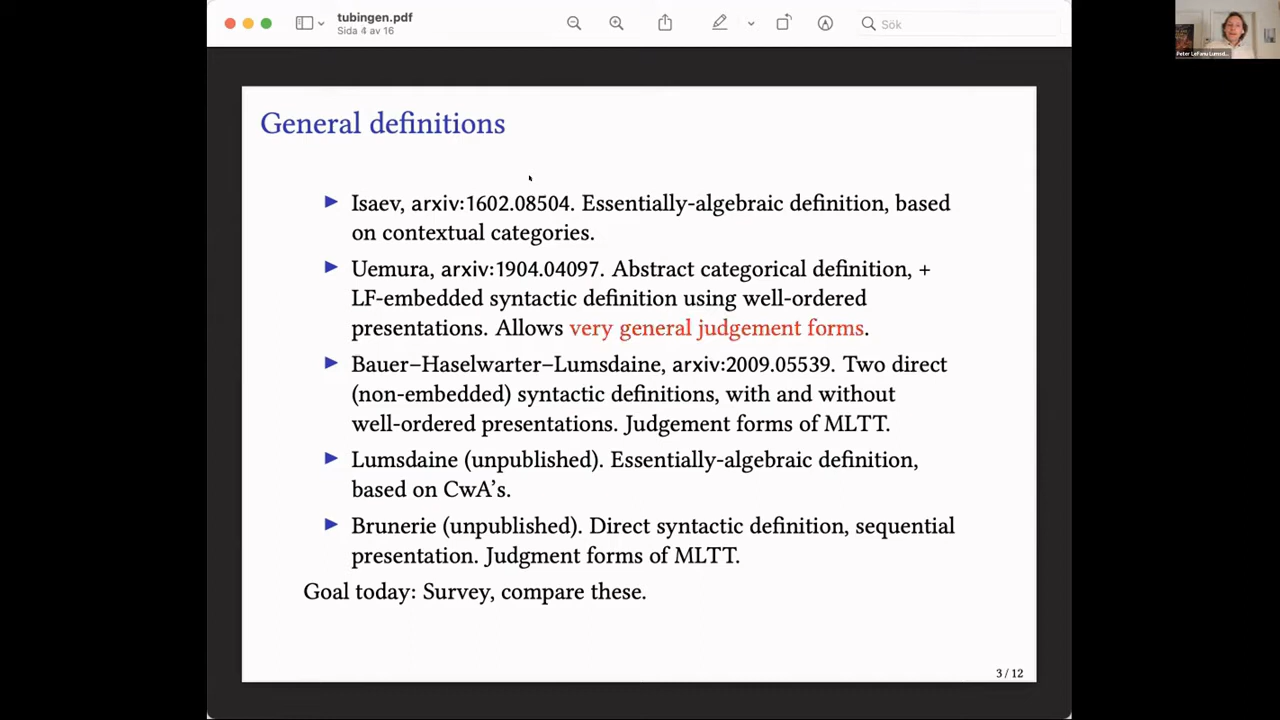 tubingen.pdf
Sida 4 av 16
Sök
Peter LeFanu Lumsd...
General definitions
▶ Isaev, arxiv:1602.08504. Essentially-algebraic definition, based
on contextual categories.
▶ Uemura, arxiv:1904.04097. Abstract categorical definition, +
LF-embedded syntactic definition using well-ordered
presentations. Allows very general judgement forms.
▶ Bauer–Haselwarter–Lumsdaine, arxiv:2009.05539. Two direct
(non-embedded) syntactic definitions, with and without
well-ordered presentations. Judgement forms of MLTT.
▶ Lumsdaine (unpublished). Essentially-algebraic definition,
based on CwA's.
▶ Brunerie (unpublished). Direct syntactic definition, sequential
presentation. Judgment forms of MLTT.
Goal today: Survey, compare these.
3 / 12